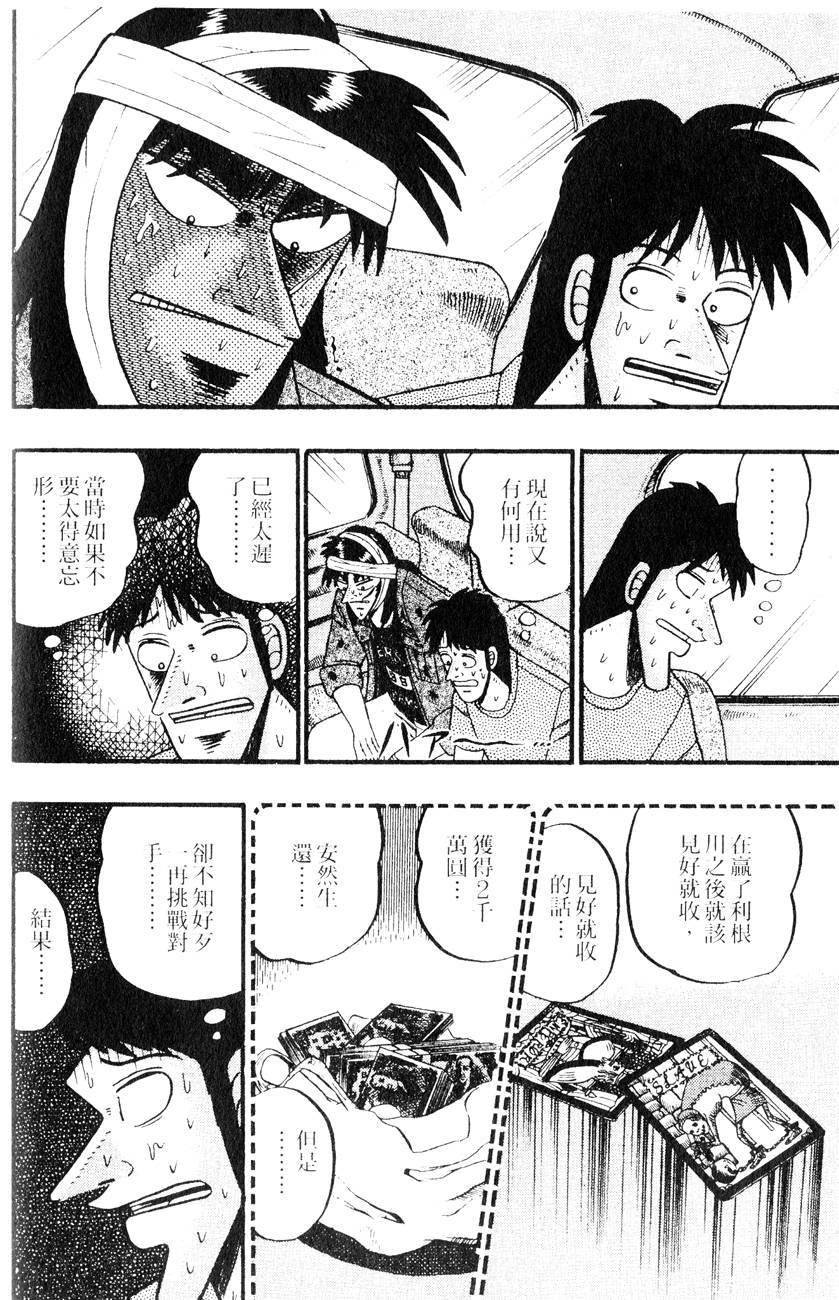 ………
現在說又
有何用…
已經太遲
了………
當時如果不
要太得意忘
形………
在贏了利根
川之後就該
見好就收，
見好就收
的話…
SLAVE
獲得2千
萬圓…
安然生
還……
但是
………
卻不知好歹
一再挑戰對
手………
結果……